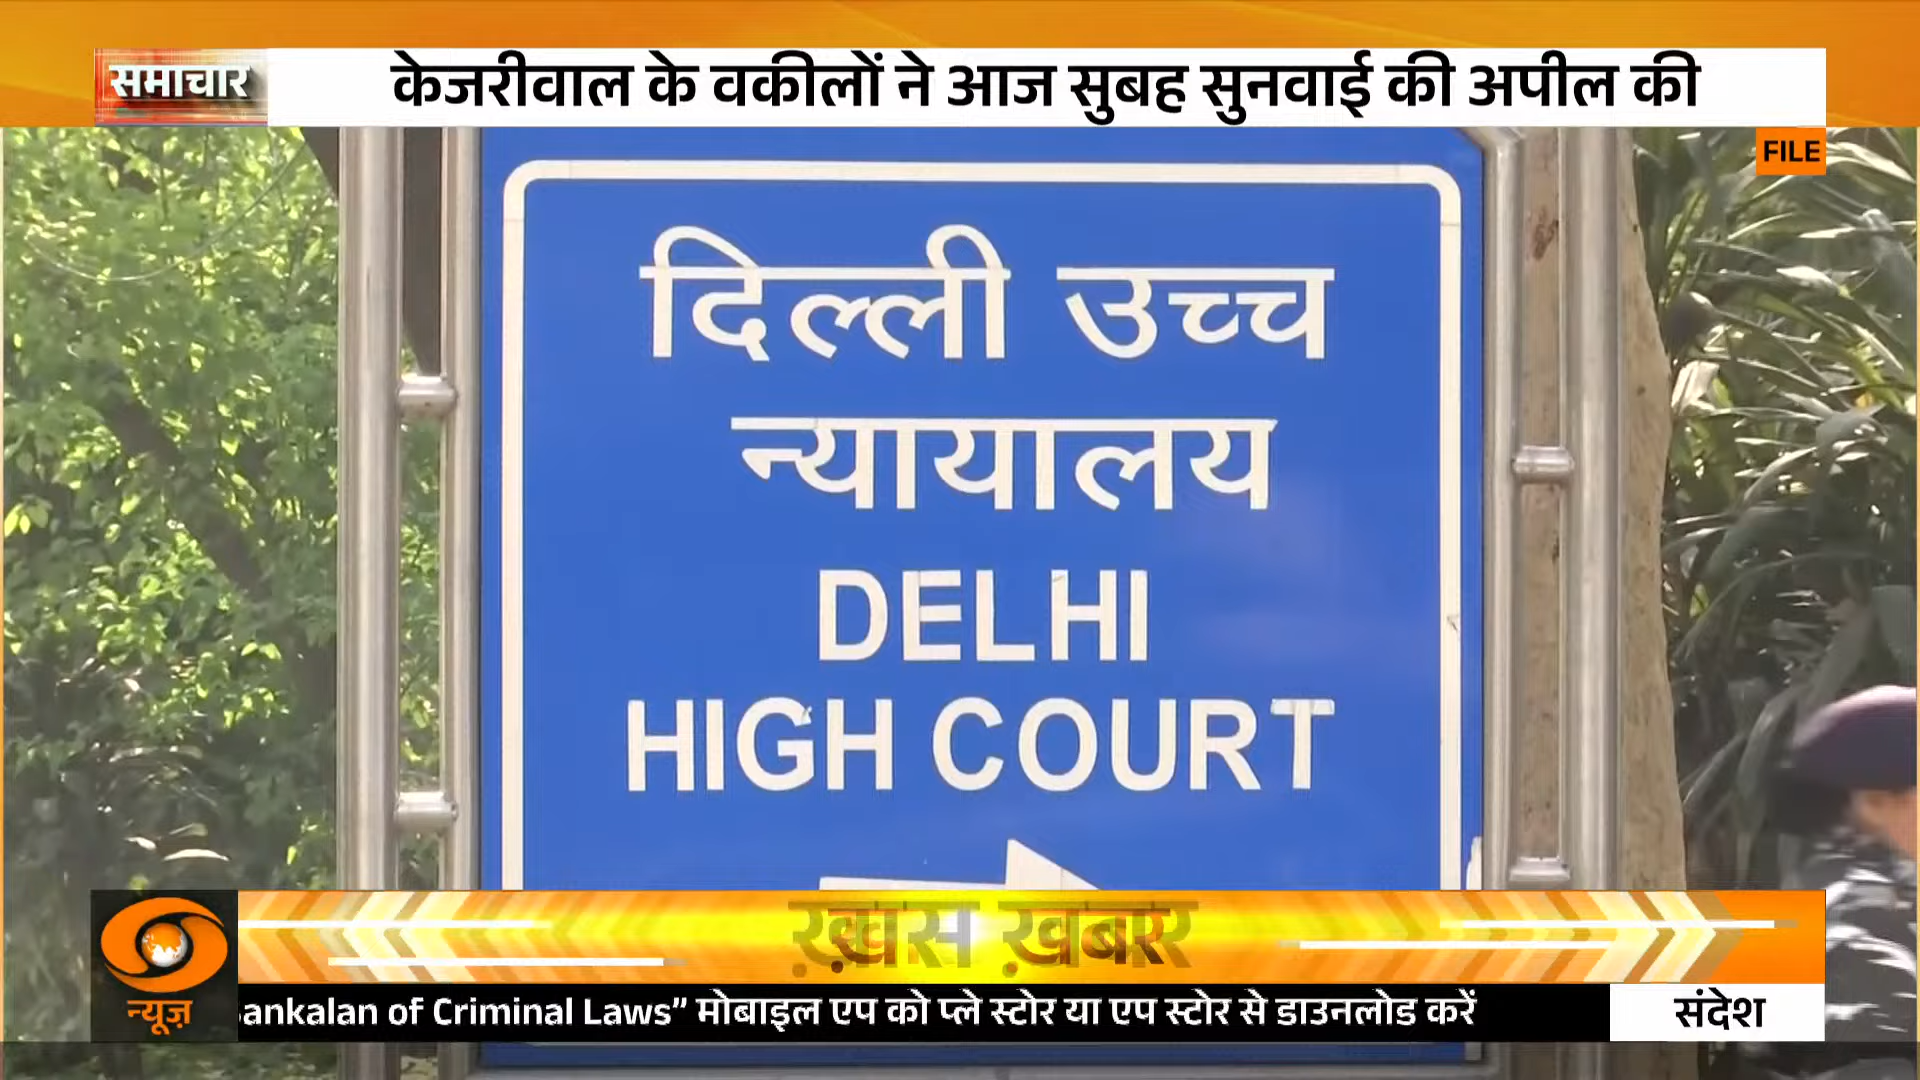 समाचार
केजरीवाल के वकीलों ने आज सुबह सुनवाई की अपील की
FILE
दिल्ली उच्च
न्यायालय
DELHI
HIGH COURT
ख़ास ख़बर
न्यूज़
ankalan of Criminal Laws” मोबाइल एप को प्ले स्टोर या एप स्टोर से डाउनलोड करें
संदेश